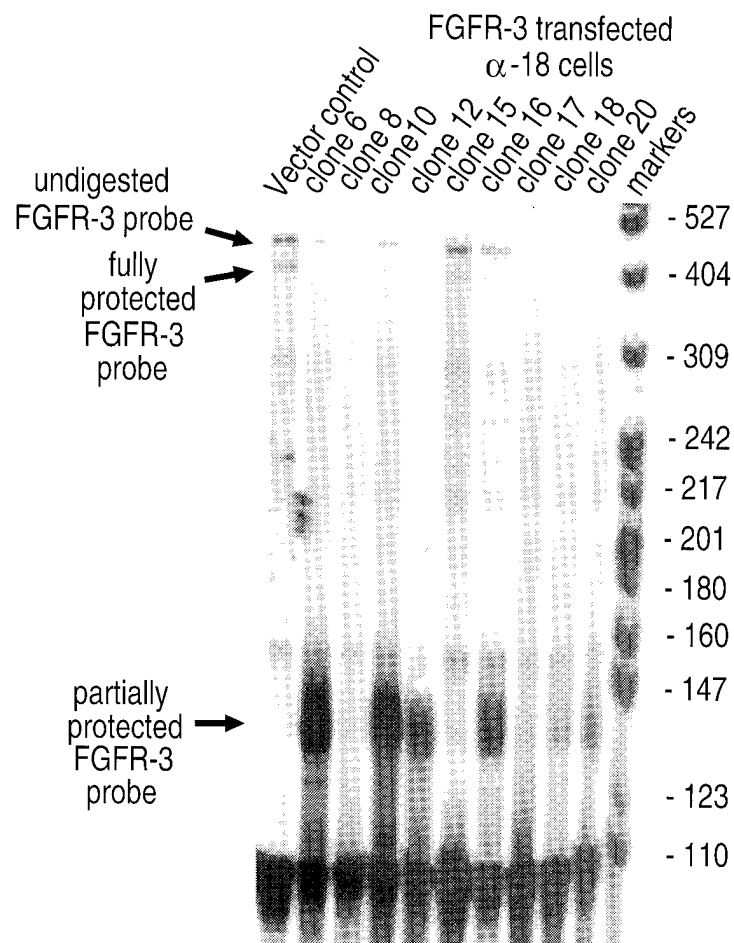 FGFR-3 transfected
α-18 cells
Vector control
clone 6
clone 8
clone10
clone 12
clone 15
clone 16
clone 17
clone 18
clone 20
markers
undigested
FGFR-3 probe
fully
protected
FGFR-3
probe
partially
protected
FGFR-3
probe
- 527
- 404
- 309
- 242
- 217
- 201
- 180
- 160
- 147
- 123
- 110